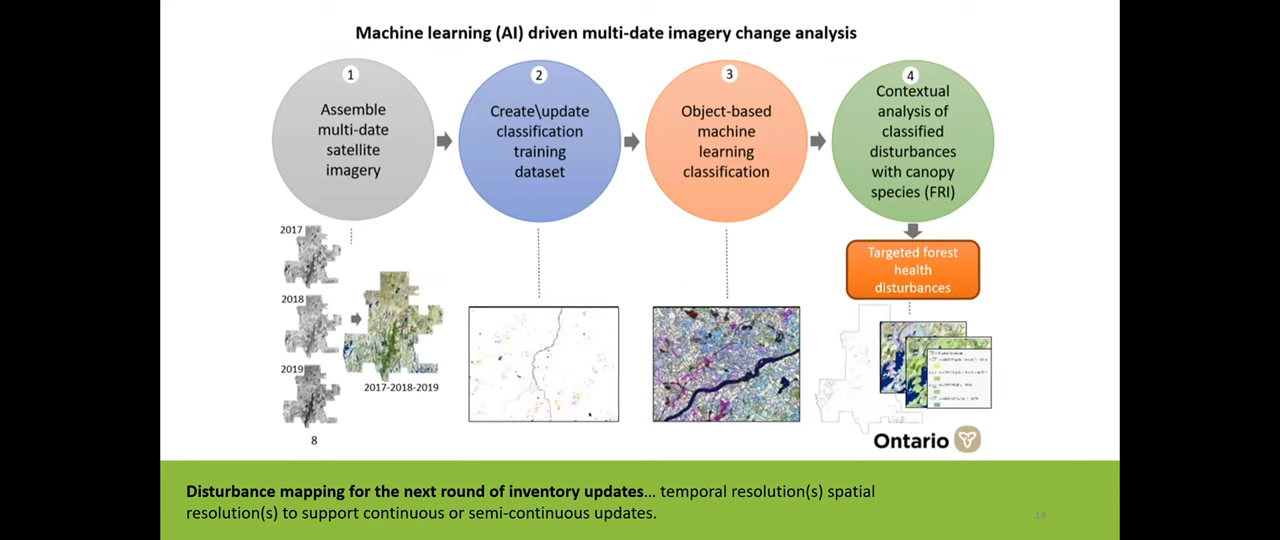 Machine learning (AI) driven multi-date imagery change analysis
1
Assemble
multi-date
satellite
imagery
2
Create\update
classification
training
dataset
3
Object-based
machine
learning
classification
4
Contextual
analysis of
classified
disturbances
with canopy
species (FRI)
Targeted forest
health
disturbances
2017
2018
2019
2017-2018-2019
8
Ontario
Disturbance mapping for the next round of inventory updates... temporal resolution(s) spatial
resolution(s) to support continuous or semi-continuous updates.
14